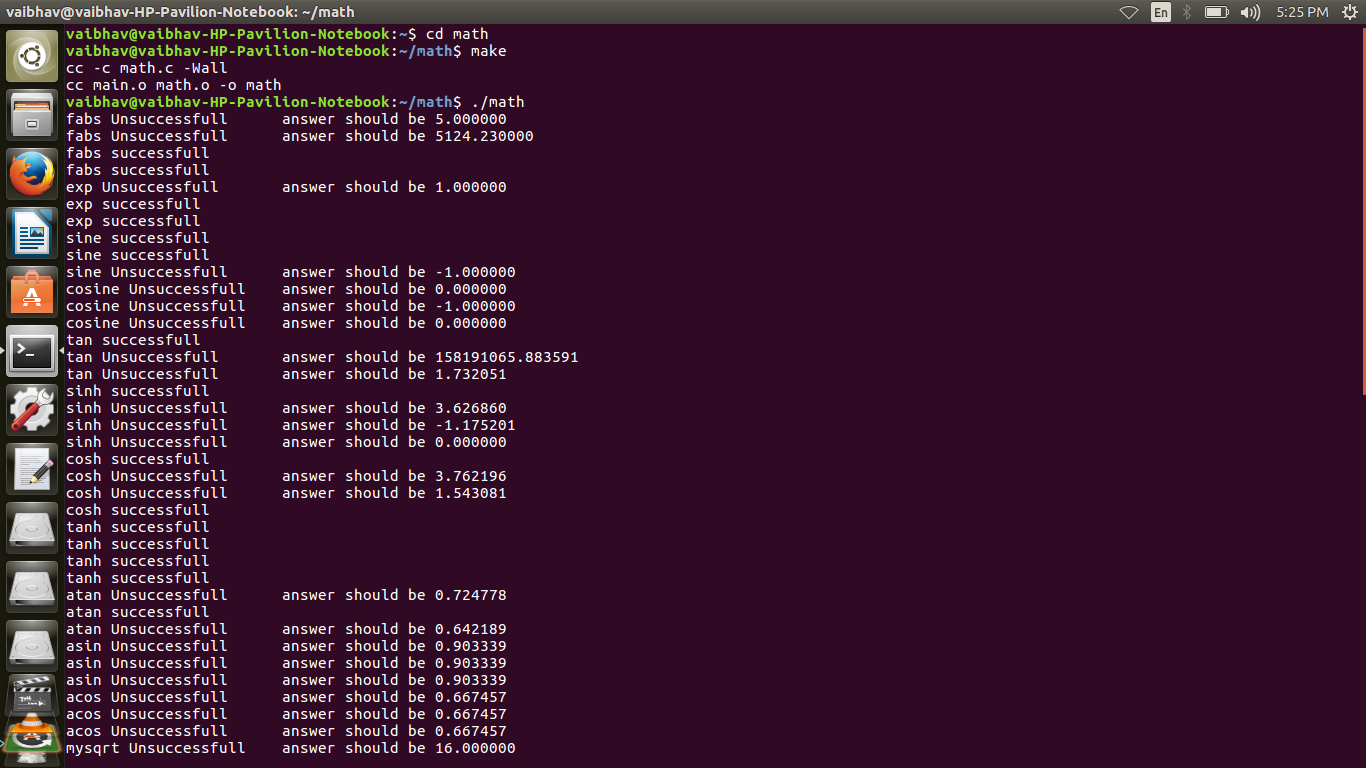 vaibhav@vaibhav-HP-Pavilion-Notebook: ~/math
En
5:25 PM
vaibhav@vaibhav-HP-Pavilion-Notebook:~$ cd math
vaibhav@vaibhav-HP-Pavilion-Notebook:~/math$ make
cc -c math.c -Wall
cc main.o math.o -o math
vaibhav@vaibhav-HP-Pavilion-Notebook:~/math$ ./math
fabs Unsuccessfull      answer should be 5.000000
fabs Unsuccessfull      answer should be 5124.230000
fabs successfull
fabs successfull
exp Unsuccessfull       answer should be 1.000000
exp successfull
exp successfull
sine successfull
sine successfull
sine Unsuccessfull      answer should be -1.000000
cosine Unsuccessfull    answer should be 0.000000
cosine Unsuccessfull    answer should be -1.000000
cosine Unsuccessfull    answer should be 0.000000
tan successfull
tan Unsuccessfull       answer should be 158191065.883591
tan Unsuccessfull       answer should be 1.732051
sinh successfull
sinh Unsuccessfull      answer should be 3.626860
sinh Unsuccessfull      answer should be -1.175201
sinh Unsuccessfull      answer should be 0.000000
cosh successfull
cosh Unsuccessfull      answer should be 3.762196
cosh Unsuccessfull      answer should be 1.543081
cosh successfull
tanh successfull
tanh successfull
tanh successfull
tanh successfull
atan Unsuccessfull      answer should be 0.724778
atan successfull
atan Unsuccessfull      answer should be 0.642189
asin Unsuccessfull      answer should be 0.903339
asin Unsuccessfull      answer should be 0.903339
asin Unsuccessfull      answer should be 0.903339
acos Unsuccessfull      answer should be 0.667457
acos Unsuccessfull      answer should be 0.667457
acos Unsuccessfull      answer should be 0.667457
mysqrt Unsuccessfull    answer should be 16.000000